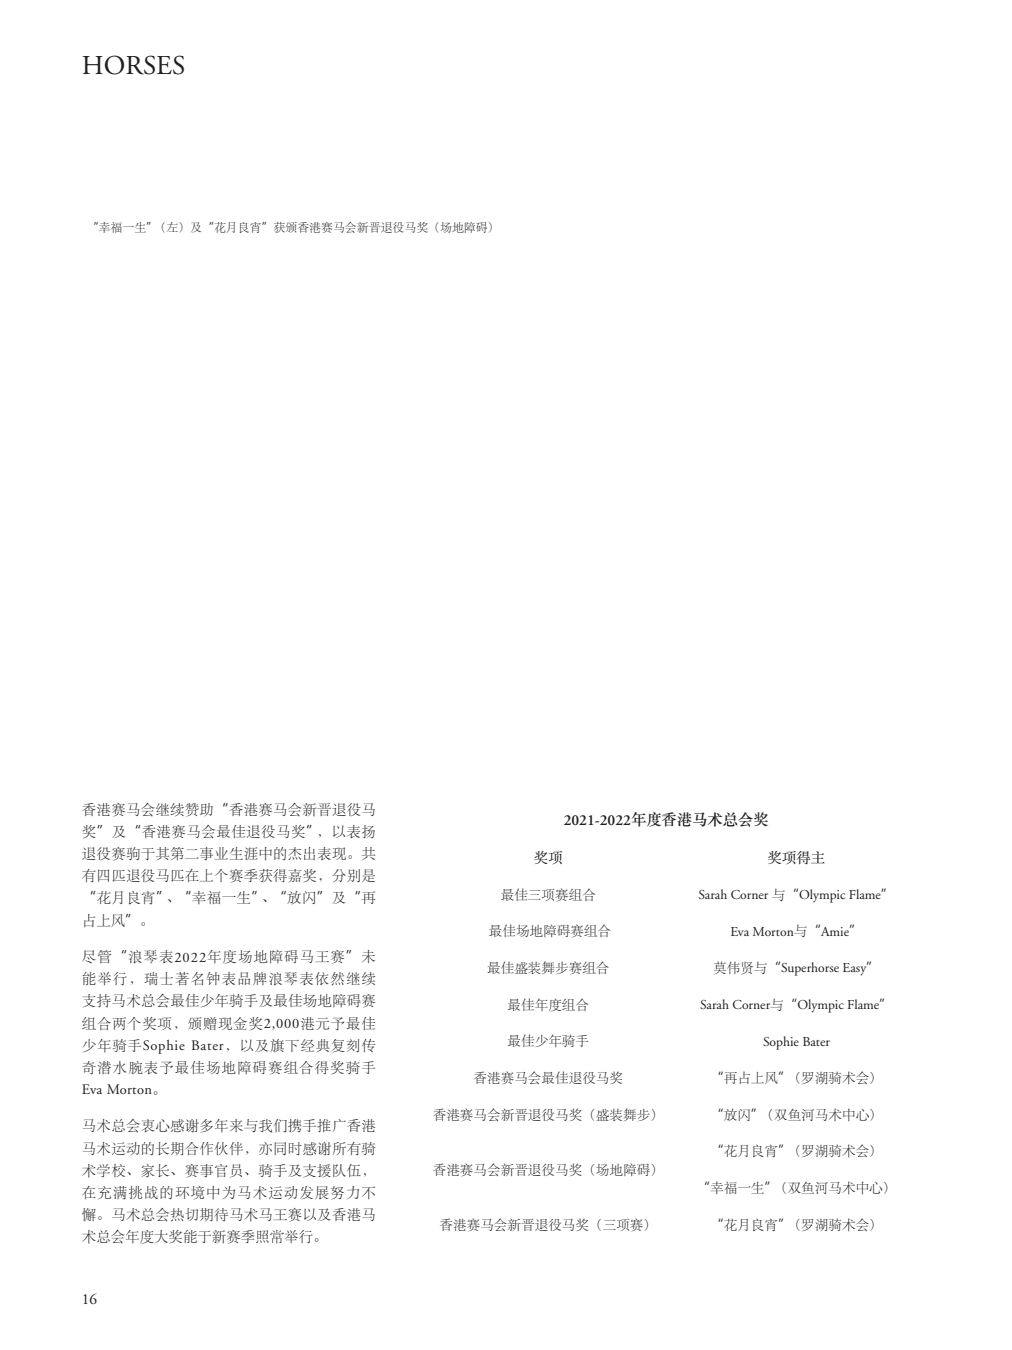 HORSES
“幸福一生”（左）及“花月良宵”获颁香港赛马会新晋退役马奖（场地障碍）
香港赛马会继续赞助“香港赛马会新晋退役马
奖”及“香港赛马会最佳退役马奖”，以表扬
退役赛驹于其第二事业生涯中的杰出表现。共
有四匹退役马匹在上个赛季获得嘉奖，分别是
“花月良宵”、“幸福一生”、“放闪”及“再
占上风”。
尽管“浪琴表2022年度场地障碍马王赛”未
能举行，瑞士著名钟表品牌浪琴表依然继续
支持马术总会最佳少年骑手及最佳场地障碍赛
组合两个奖项，颁赠现金奖2,000港元予最佳
少年骑手Sophie Bater，以及旗下经典复刻传
奇潜水腕表予最佳场地障碍赛组合得奖骑手
Eva Morton。
马术总会衷心感谢多年来与我们携手推广香港
马术运动的长期合作伙伴，亦同时感谢所有骑
术学校、家长、赛事官员、骑手及支援队伍，
在充满挑战的环境中为马术运动发展努力不
懈。马术总会热切期待马术马王赛以及香港马
术总会年度大奖能于新赛季照常举行。
2021-2022年度香港马术总会奖
奖项 奖项得主
最佳三项赛组合 Sarah Corner 与“Olympic Flame”
最佳场地障碍赛组合 Eva Morton与“Amie”
最佳盛装舞步赛组合 莫伟贤与“Superhorse Easy”
最佳年度组合 Sarah Corner与“Olympic Flame”
最佳少年骑手 Sophie Bater
香港赛马会最佳退役马奖 “再占上风”（罗湖骑术会）
香港赛马会新晋退役马奖（盛装舞步） “放闪”（双鱼河马术中心）
香港赛马会新晋退役马奖（场地障碍） “花月良宵”（罗湖骑术会）
“幸福一生”（双鱼河马术中心）
香港赛马会新晋退役马奖（三项赛） “花月良宵”（罗湖骑术会）
16